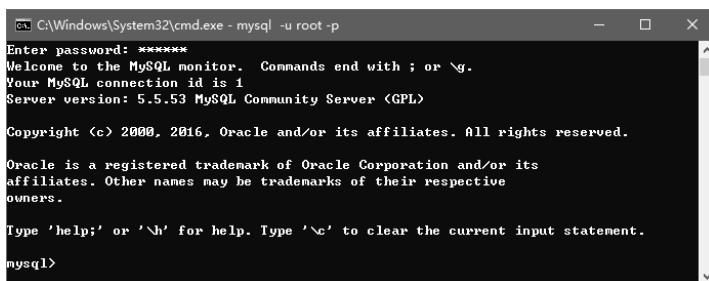 C:\Windows\System32\cmd.exe - mysql  -u root -p
Enter password: ******
Welcome to the MySQL monitor.  Commands end with ; or \g.
Your MySQL connection id is 1
Server version: 5.5.53 MySQL Community Server (GPL)
Copyright (c) 2000, 2016, Oracle and/or its affiliates. All rights reserved.
Oracle is a registered trademark of Oracle Corporation and/or its
affiliates. Other names may be trademarks of their respective
owners.
Type 'help;' or '\h' for help. Type '\c' to clear the current input statement.
mysql>